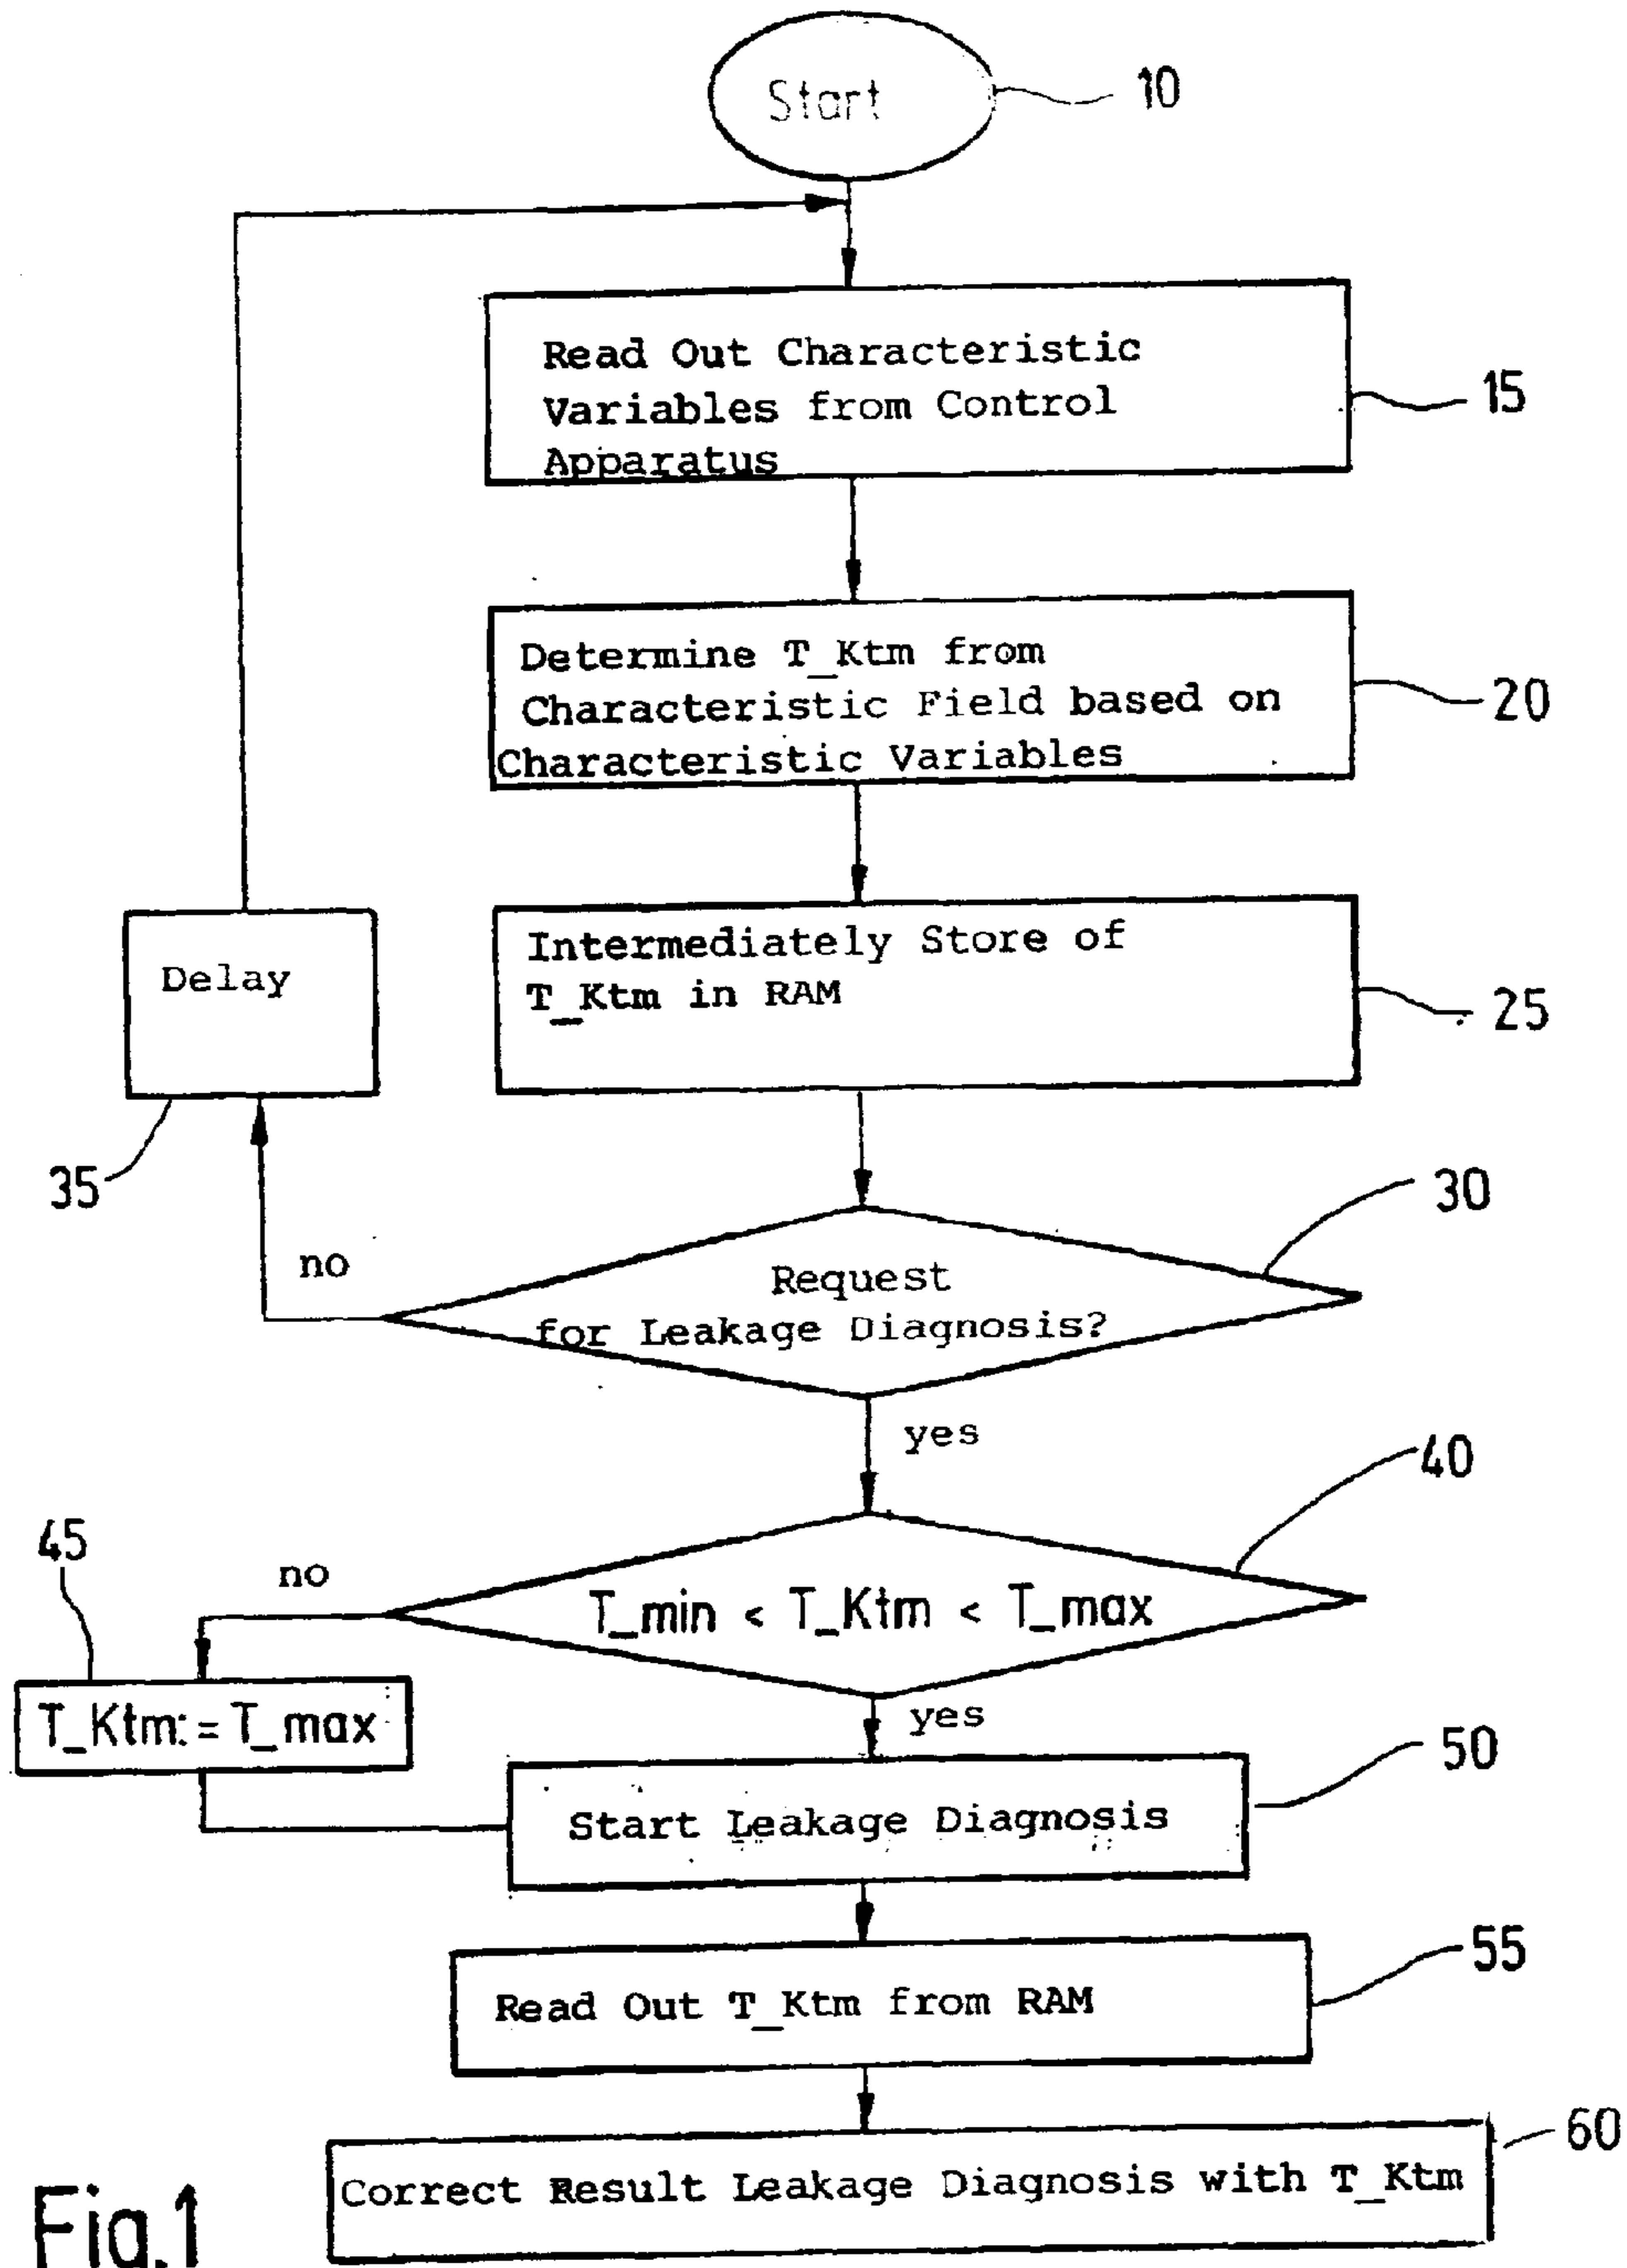 Start
10
Read Out Characteristic
Variables from Control
Apparatus
15
Determine T_Ktm from
Characteristic Field based on
Characteristic Variables
20
Intermediately Store of
T_Ktm in RAM
25
Delay
35
30
no
Request
for Leakage Diagnosis?
yes
40
45
no
T_min < T_Ktm < T_max
T_Ktm:=T_max
yes
50
Start Leakage Diagnosis
55
Read Out T_Ktm from RAM
60
Correct Result Leakage Diagnosis with T_Ktm
Fig.1